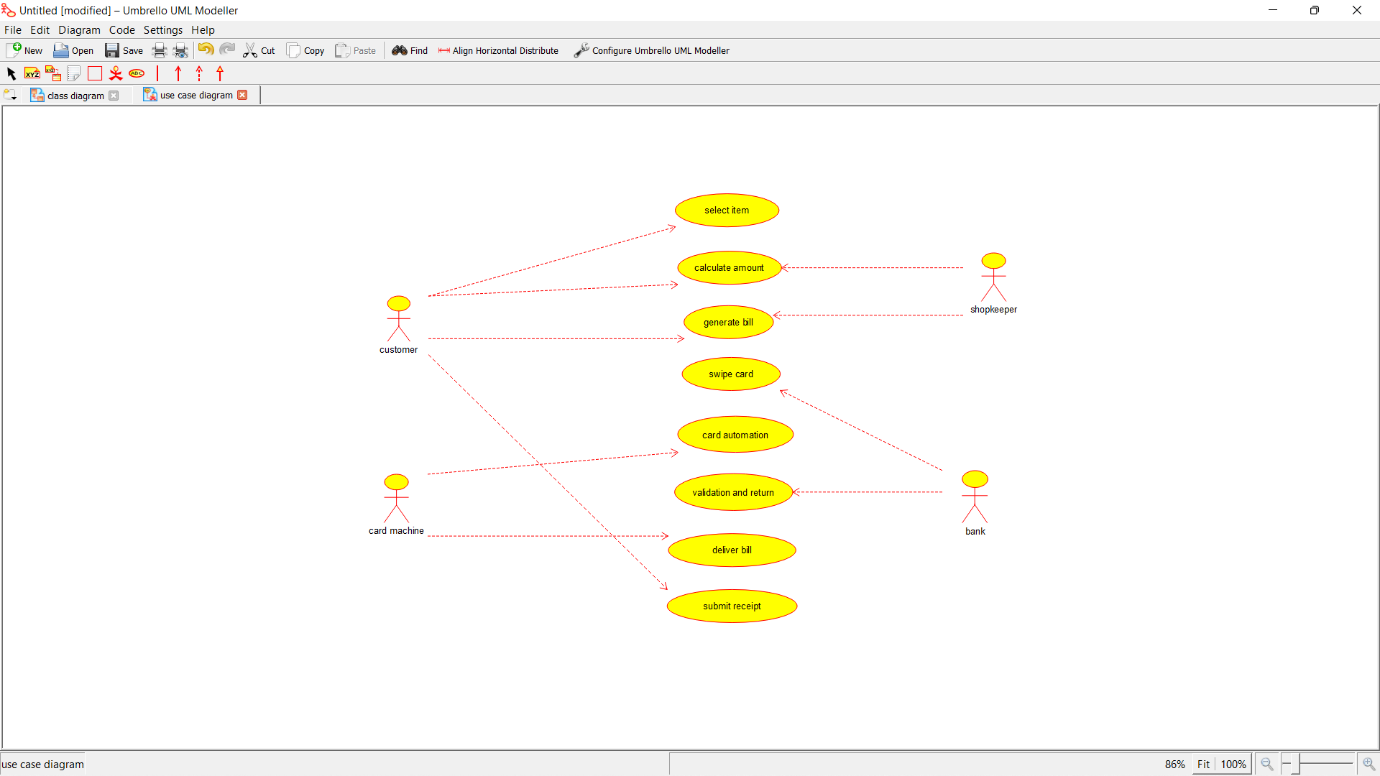 Untitled [modified] – Umbrello UML Modeller
File Edit Diagram Code Settings Help
New Open Save Cut Copy Paste Find Align Horizontal Distribute Configure Umbrello UML Modeller
XYZ ABC
class diagram use case diagram
select item
calculate amount
shopkeeper
generate bill
customer
swipe card
card automation
validation and return
card machine
bank
deliver bill
submit receipt
use case diagram 86% Fit 100%